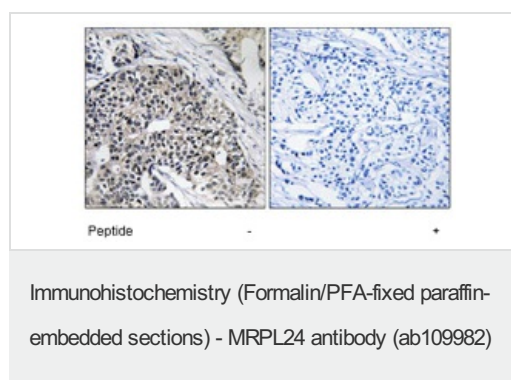 Peptide - +
Immunohistochemistry (Formalin/PFA-fixed paraffin-
embedded sections) - MRPL24 antibody (ab109982)